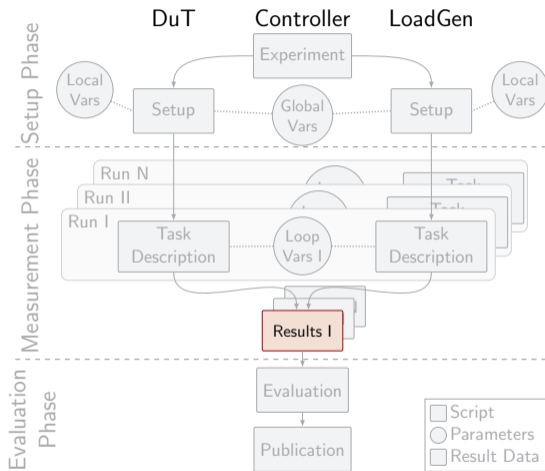 DuT Controller LoadGen
Setup Phase
Experiment
Local
Vars
Setup
Global
Vars
Setup
Local
Vars
Measurement Phase
Run N
Run II
Run I
Task
Description
Loop
Vars I
Task
Description
Results I
Evaluation
Phase
Evaluation
Publication
Script
Parameters
Result Data